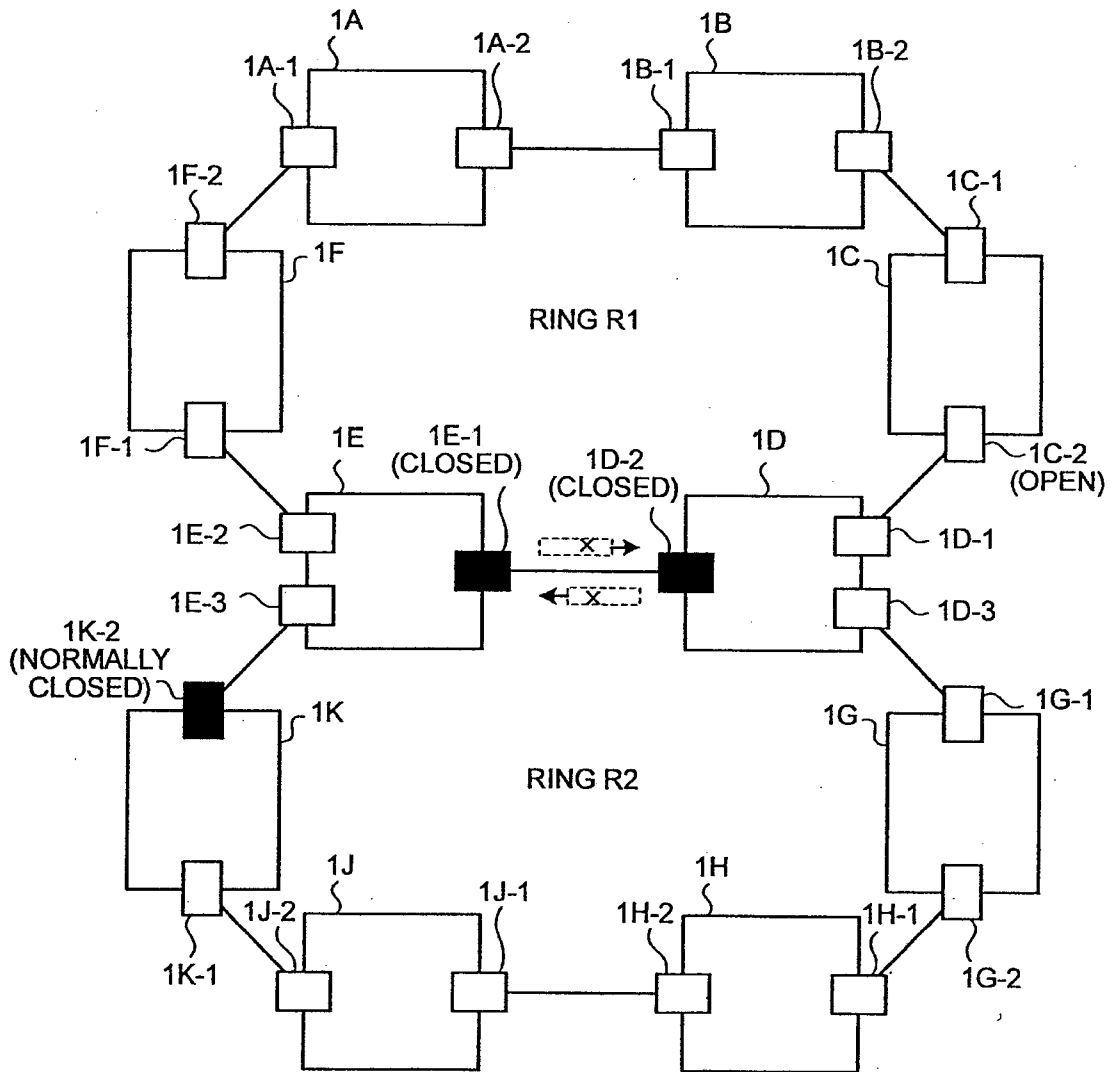 1A
1A-1
1A-2
1B
1B-1
1B-2
1F-2
1C-1
1F
1C
RING R1
1F-1
1E
1E-1
(CLOSED)
1D-2
(CLOSED)
1D
1C-2
(OPEN)
1E-2
X
1D-1
1E-3
X
1D-3
1K-2
(NORMALLY
CLOSED)
1K
1G
1G-1
RING R2
1J
1J-1
1H
1H-1
1J-2
1H-2
1K-1
1G-2